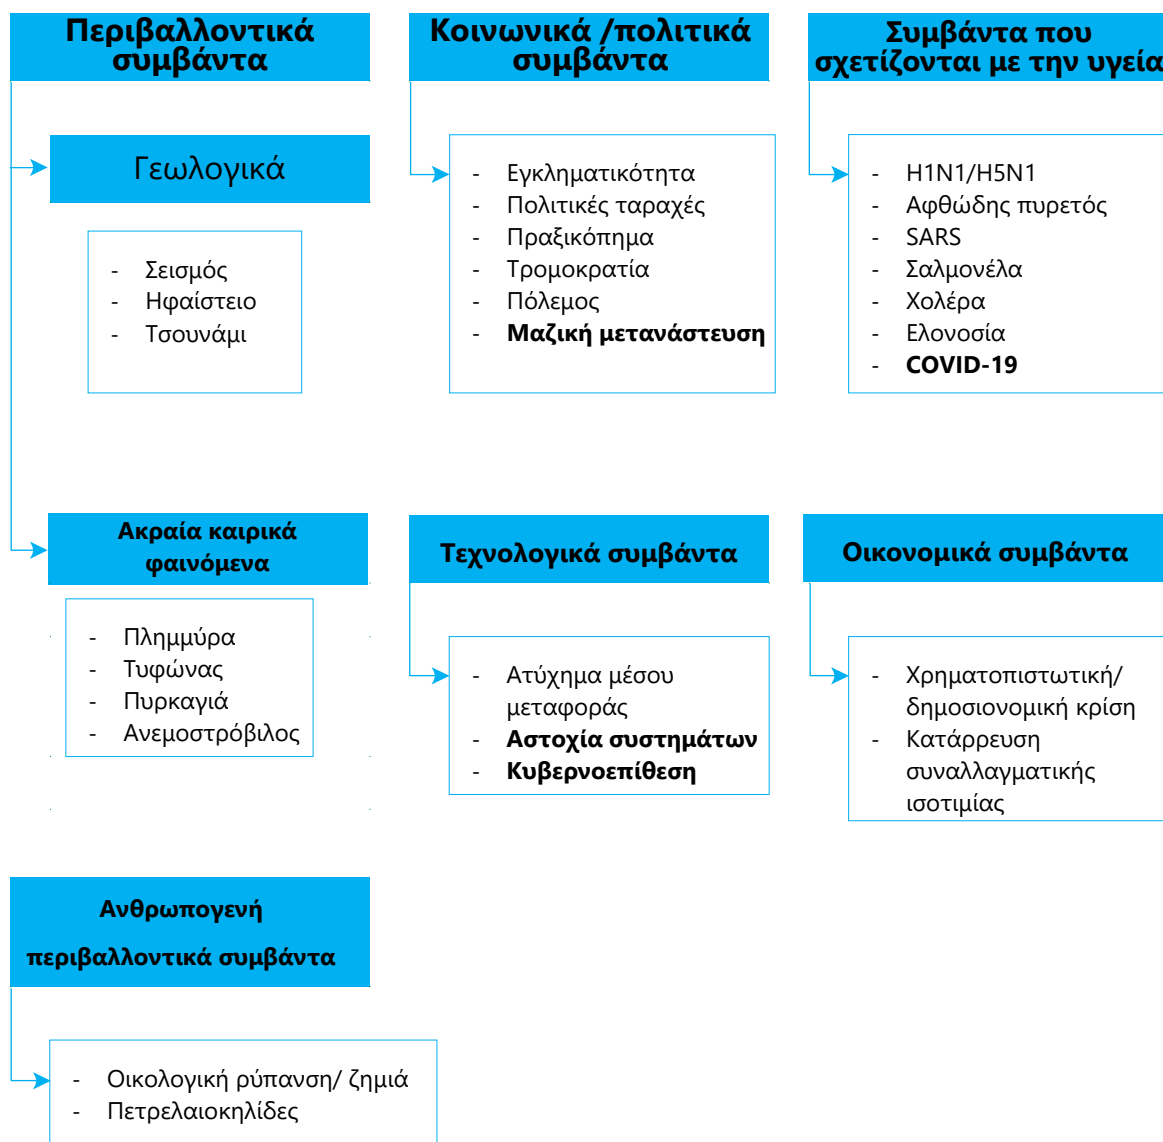 Περιβαλλοντικά
συμβάντα
Γεωλογικά
- Σεισμός
- Ηφαίστειο
- Τσουνάμι
Κοινωνικά /πολιτικά
συμβάντα
- Εγκληματικότητα
- Πολιτικές ταραχές
- Πραξικόπημα
- Τρομοκρατία
- Πόλεμος
- Μαζική μετανάστευση
Συμβάντα που
σχετίζονται με την υγεία
- H1N1/H5N1
- Αφθώδης πυρετός
- SARS
- Σαλμονέλα
- Χολέρα
- Ελονοσία
- COVID-19
Ακραία καιρικά
φαινόμενα
- Πλημμύρα
- Τυφώνας
- Πυρκαγιά
- Ανεμοστρόβιλος
Τεχνολογικά συμβάντα
- Ατύχημα μέσου
μεταφοράς
- Αστοχία συστημάτων
- Κυβερνοεπίθεση
Οικονομικά συμβάντα
- Χρηματοπιστωτική/
δημοσιονομική κρίση
- Κατάρρευση
συναλλαγματικής
ισοτιμίας
Ανθρωπογενή
περιβαλλοντικά συμβάντα
- Οικολογική ρύπανση/ ζημιά
- Πετρελαιοκηλίδες